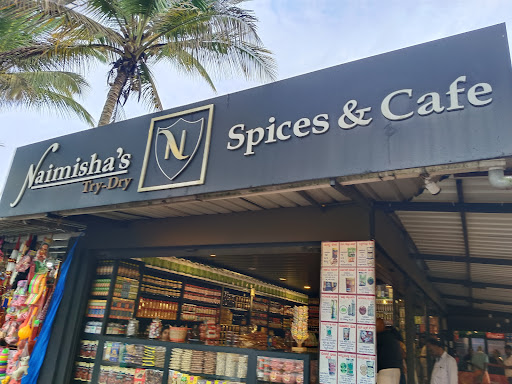 Naimisha's
Try-Dry
N
Spices & Cafe